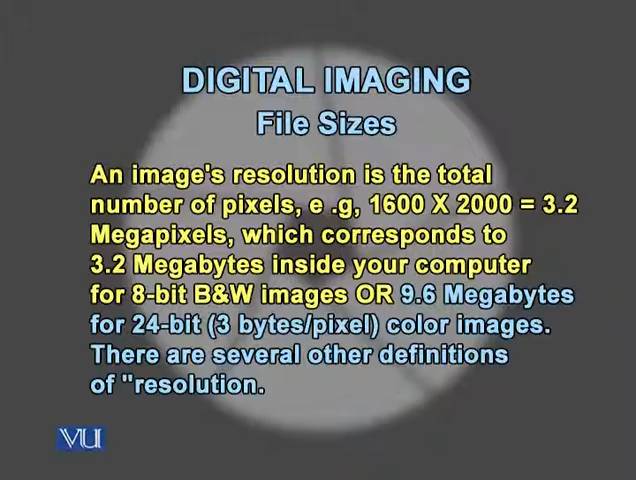 DIGITAL IMAGING
File Sizes
An image's resolution is the total
number of pixels, e .g, 1600 X 2000 = 3.2
Megapixels, which corresponds to
3.2 Megabytes inside your computer
for 8-bit B&W images OR 9.6 Megabytes
for 24-bit (3 bytes/pixel) color images.
There are several other definitions
of "resolution.
VU